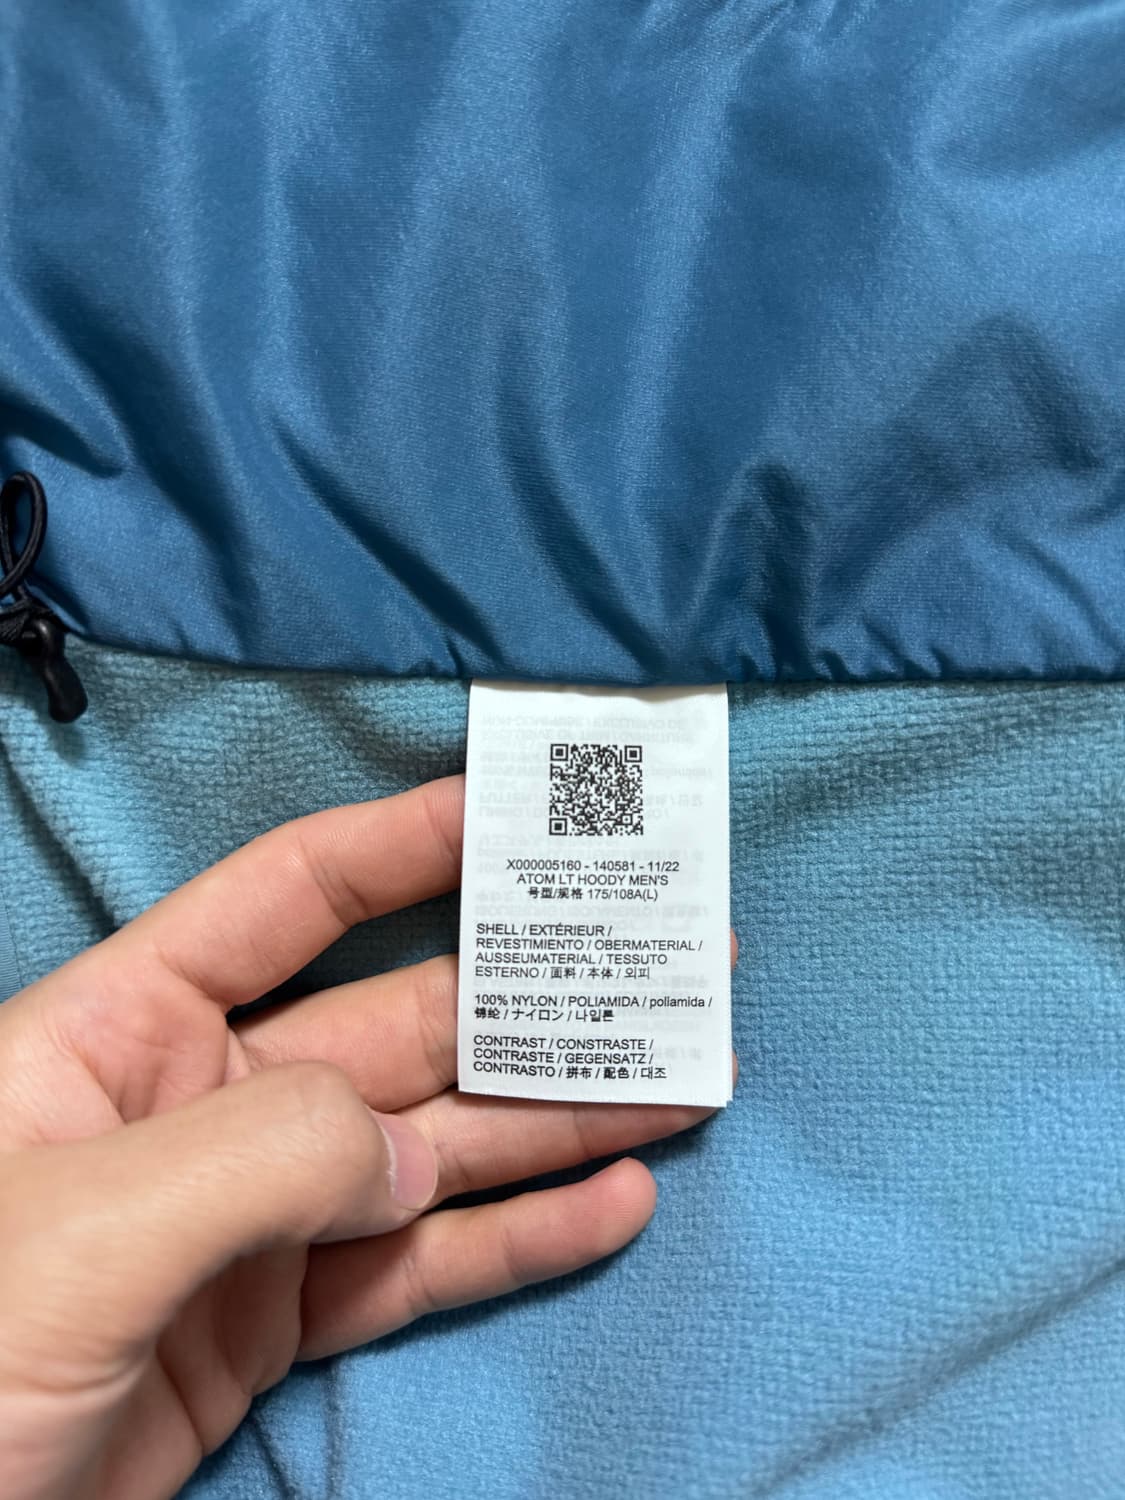 X000005160 - 140581 - 11/22
ATOM LT HOODY MEN'S
号型/规格 175/108A(L)
SHELL / EXTÉRIEUR /
REVESTIMIENTO / OBERMATERIAL /
AUSSEUMATERIAL / TESSUTO
ESTERNO / 面料 / 本体 / 외피
100% NYLON / POLIAMIDA / poliamida /
锦纶 / ナイロン / 나일론
CONTRAST / CONSTRASTE /
CONTRASTE / GEGENSATZ /
CONTRASTO / 拼布 / 配色 / 대조